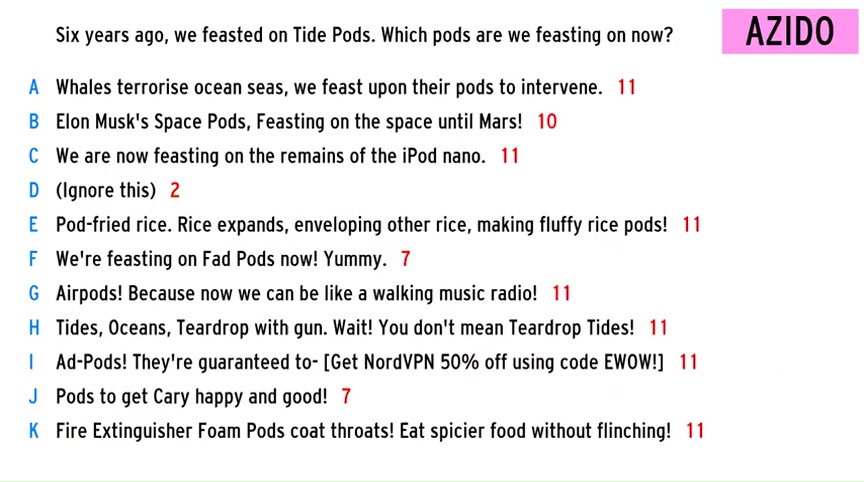 Six years ago, we feasted on Tide Pods. Which pods are we feasting on now?
AZIDO
A Whales terrorise ocean seas, we feast upon their pods to intervene. 11
B Elon Musk's Space Pods, Feasting on the space until Mars! 10
C We are now feasting on the remains of the iPod nano. 11
D (Ignore this) 2
E Pod-fried rice. Rice expands, enveloping other rice, making fluffy rice pods! 11
F We're feasting on Fad Pods now! Yummy. 7
G Airpods! Because now we can be like a walking music radio! 11
H Tides, Oceans, Teardrop with gun. Wait! You don't mean Teardrop Tides! 11
I Ad-Pods! They're guaranteed to- [Get NordVPN 50% off using code EWOW!] 11
J Pods to get Cary happy and good! 7
K Fire Extinguisher Foam Pods coat throats! Eat spicier food without flinching! 11